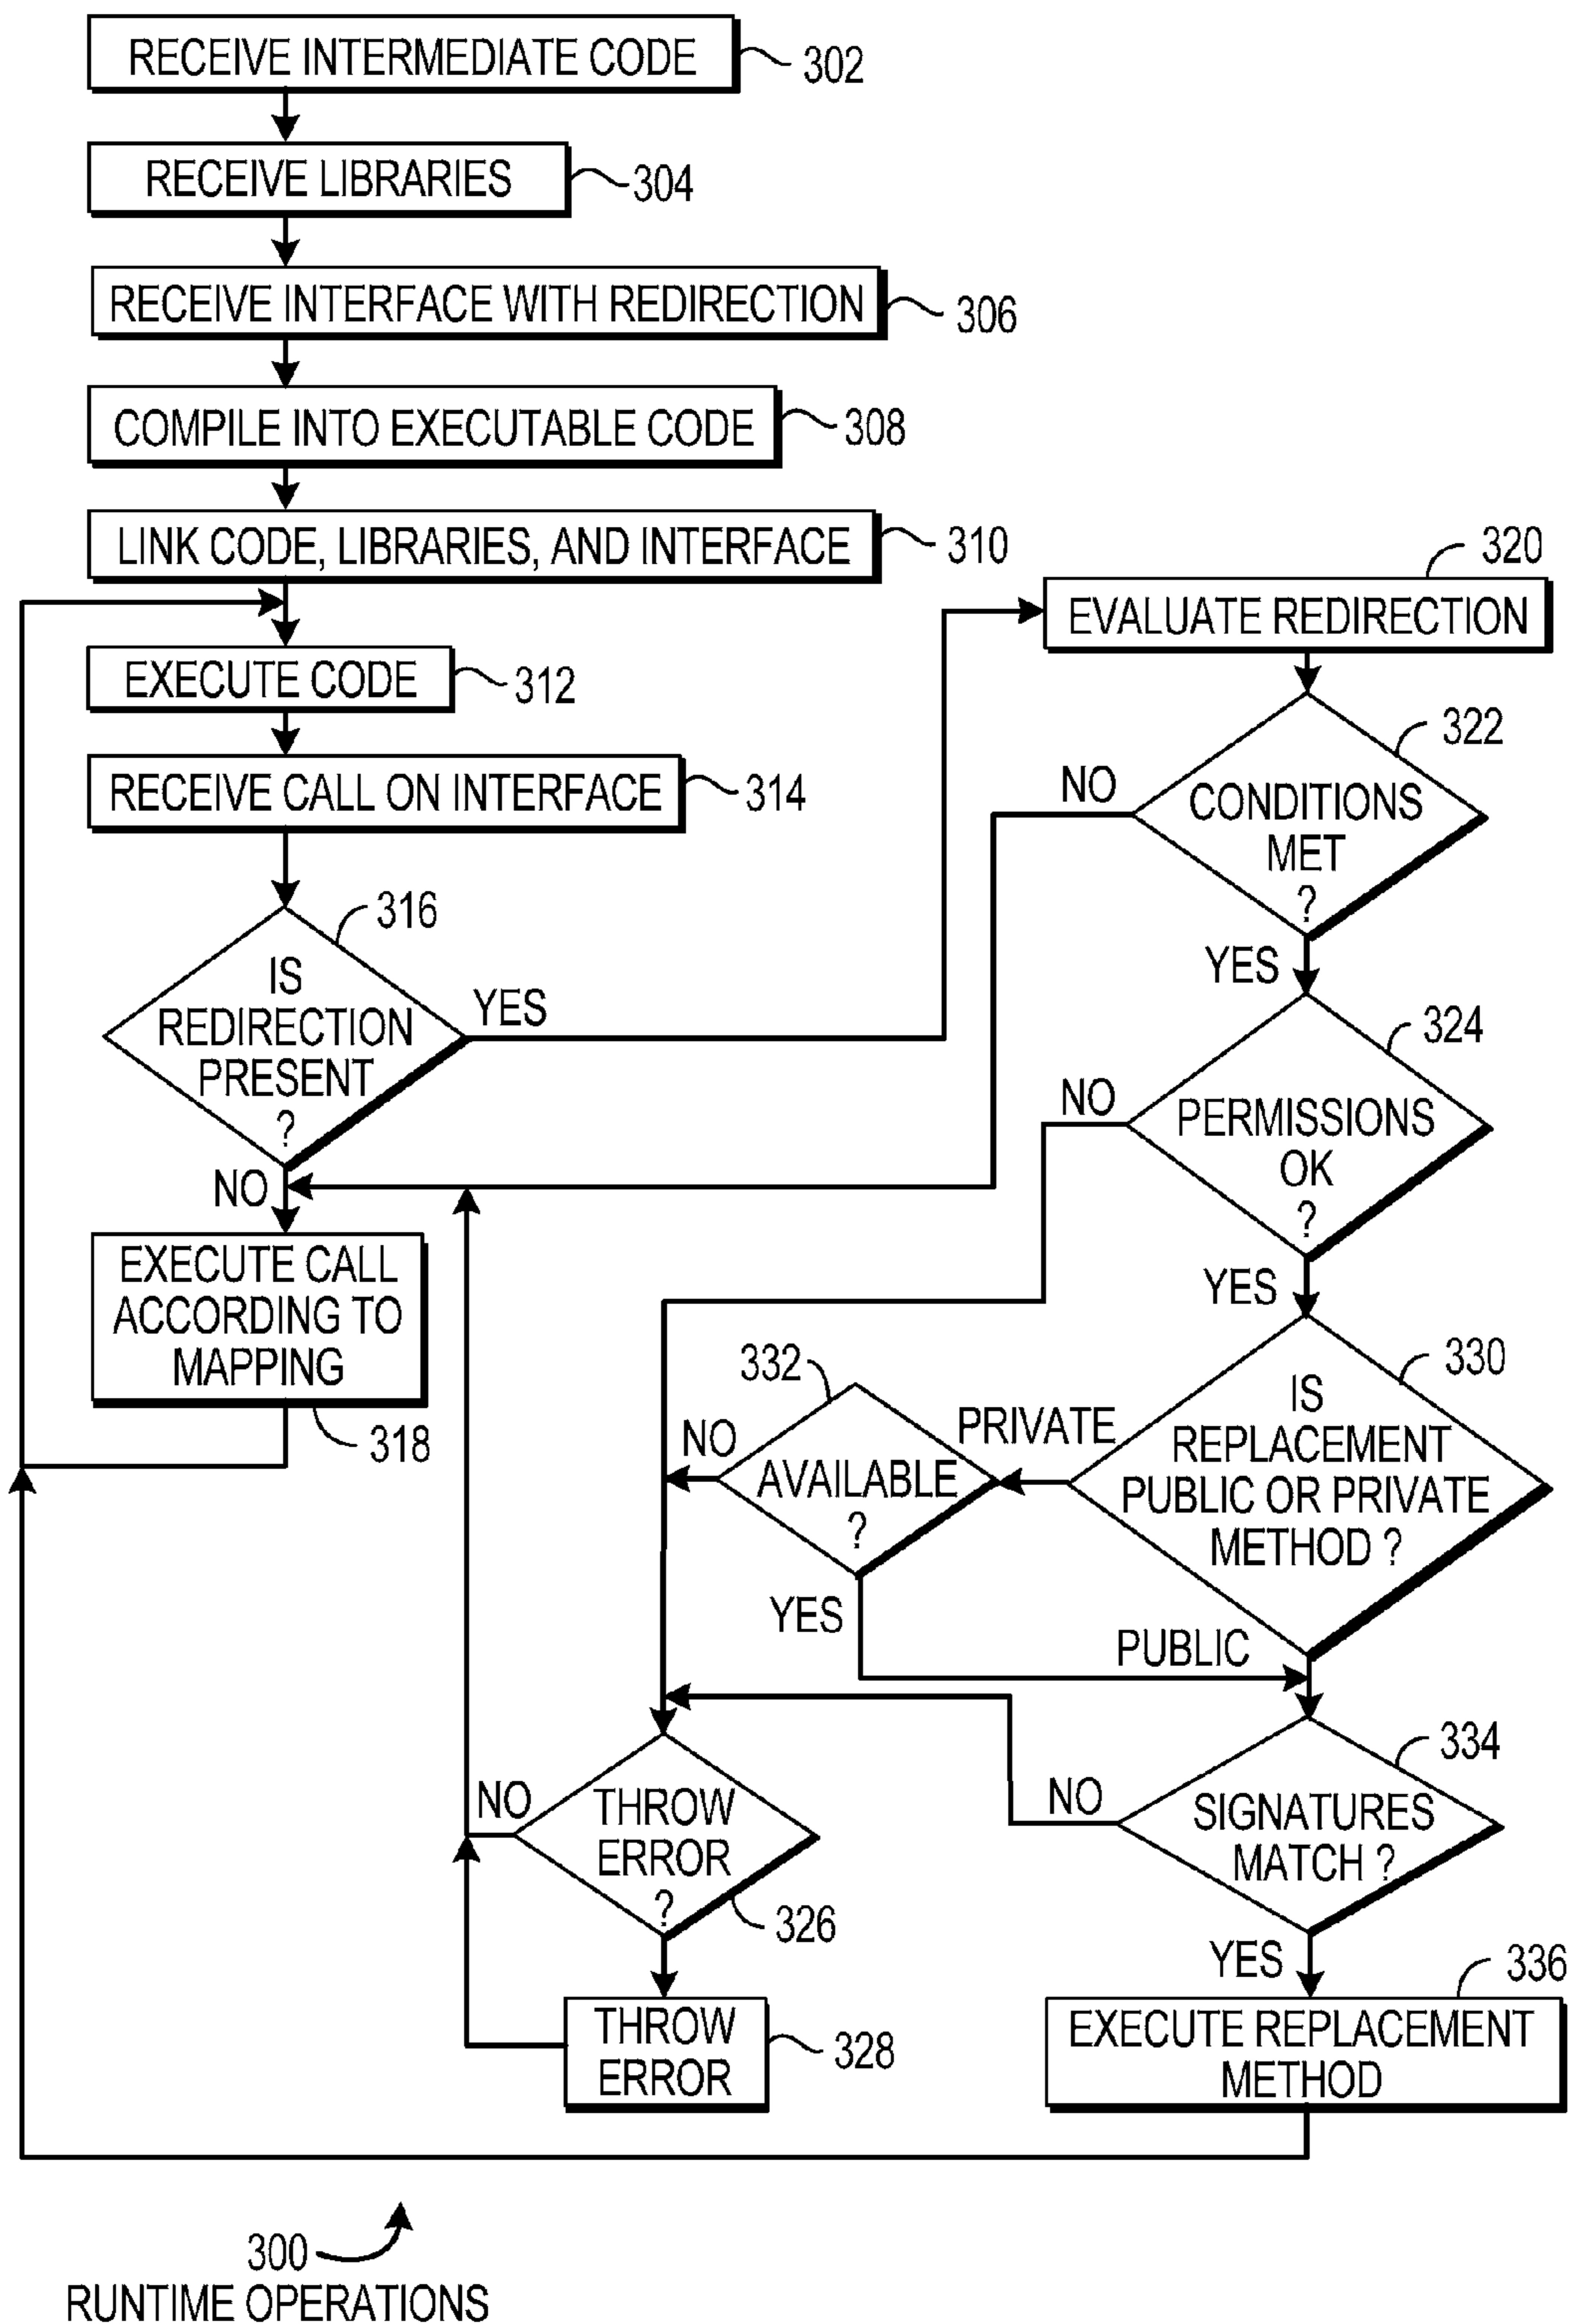 RECEIVE INTERMEDIATE CODE
302
RECEIVE LIBRARIES
304
RECEIVE INTERFACE WITH REDIRECTION
306
COMPILE INTO EXECUTABLE CODE
308
LINK CODE, LIBRARIES, AND INTERFACE
310
EXECUTE CODE
312
RECEIVE CALL ON INTERFACE
314
316
IS
REDIRECTION
PRESENT
?
YES
NO
EXECUTE CALL
ACCORDING TO
MAPPING
318
320
EVALUATE REDIRECTION
322
NO
CONDITIONS
MET
?
YES
324
NO
PERMISSIONS
OK
?
YES
330
IS
REPLACEMENT
PUBLIC OR PRIVATE
METHOD ?
PRIVATE
332
NO
AVAILABLE
?
YES
PUBLIC
334
NO
SIGNATURES
MATCH ?
YES
NO
THROW
ERROR
?
326
THROW
ERROR
328
336
EXECUTE REPLACEMENT
METHOD
300
RUNTIME OPERATIONS